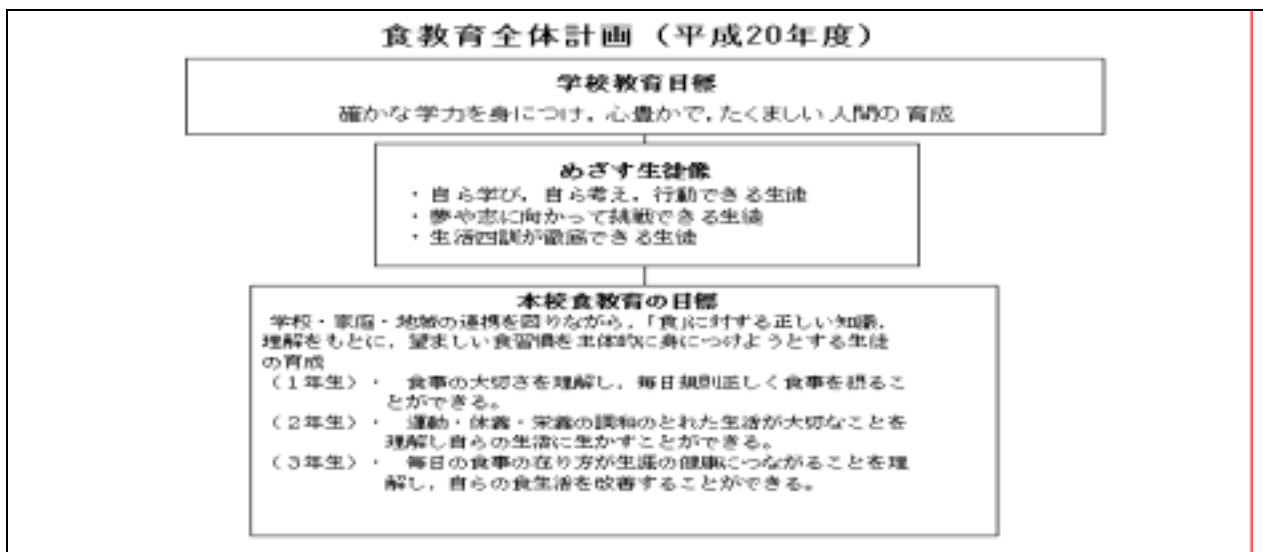 食教育全体計画（平成20年度）
学校教育目標
確かな学力を身につけ，心豊かで，たくましい人間の育成
めざす生徒像
・自ら学び，自ら考え，行動できる生徒
・夢や志に向かって挑戦できる生徒
・生活四訓が徹底できる生徒
本校食教育の目標
学校・家庭・地域の連携を図りながら，「食」に対する正しい知識，
理解をもとに，望ましい食習慣を主体的に身につけようとする生徒
の育成
（1年生）・　食事の大切さを理解し，毎日規則正しく食事を摂るこ
とができる。
（2年生）・　運動・休養・栄養の調和のとれた生活が大切なことを
理解し自らの生活に生かすことができる。
（3年生）・　毎日の食事の在り方が生涯の健康につながることを理
解し，自らの食生活を改善することができる。